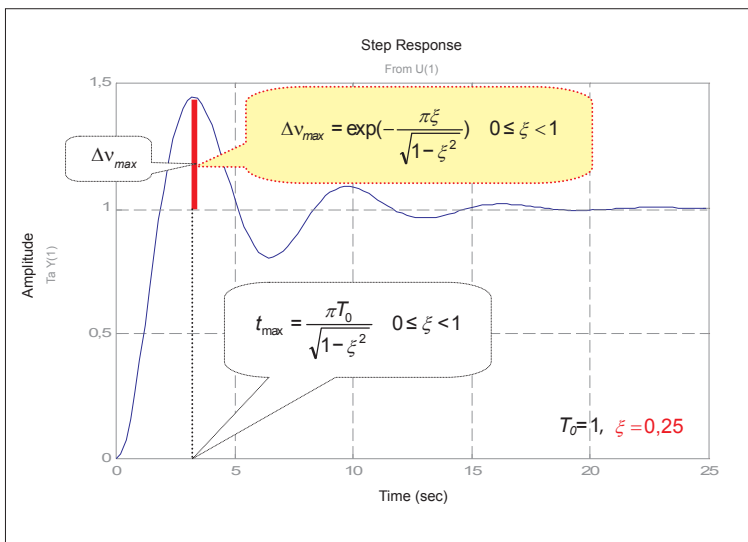 Step Response
From U(1)
1,5
Δν_max = exp(-πξ/√(1-ξ²)) 0 ≤ ξ < 1
Δν_max
1
Amplitude
Ta Y(1)
t_max = πT_0/√(1-ξ²) 0 ≤ ξ < 1
0,5
T_0=1, ξ=0,25
0
0 5 10 15 20 25
Time (sec)